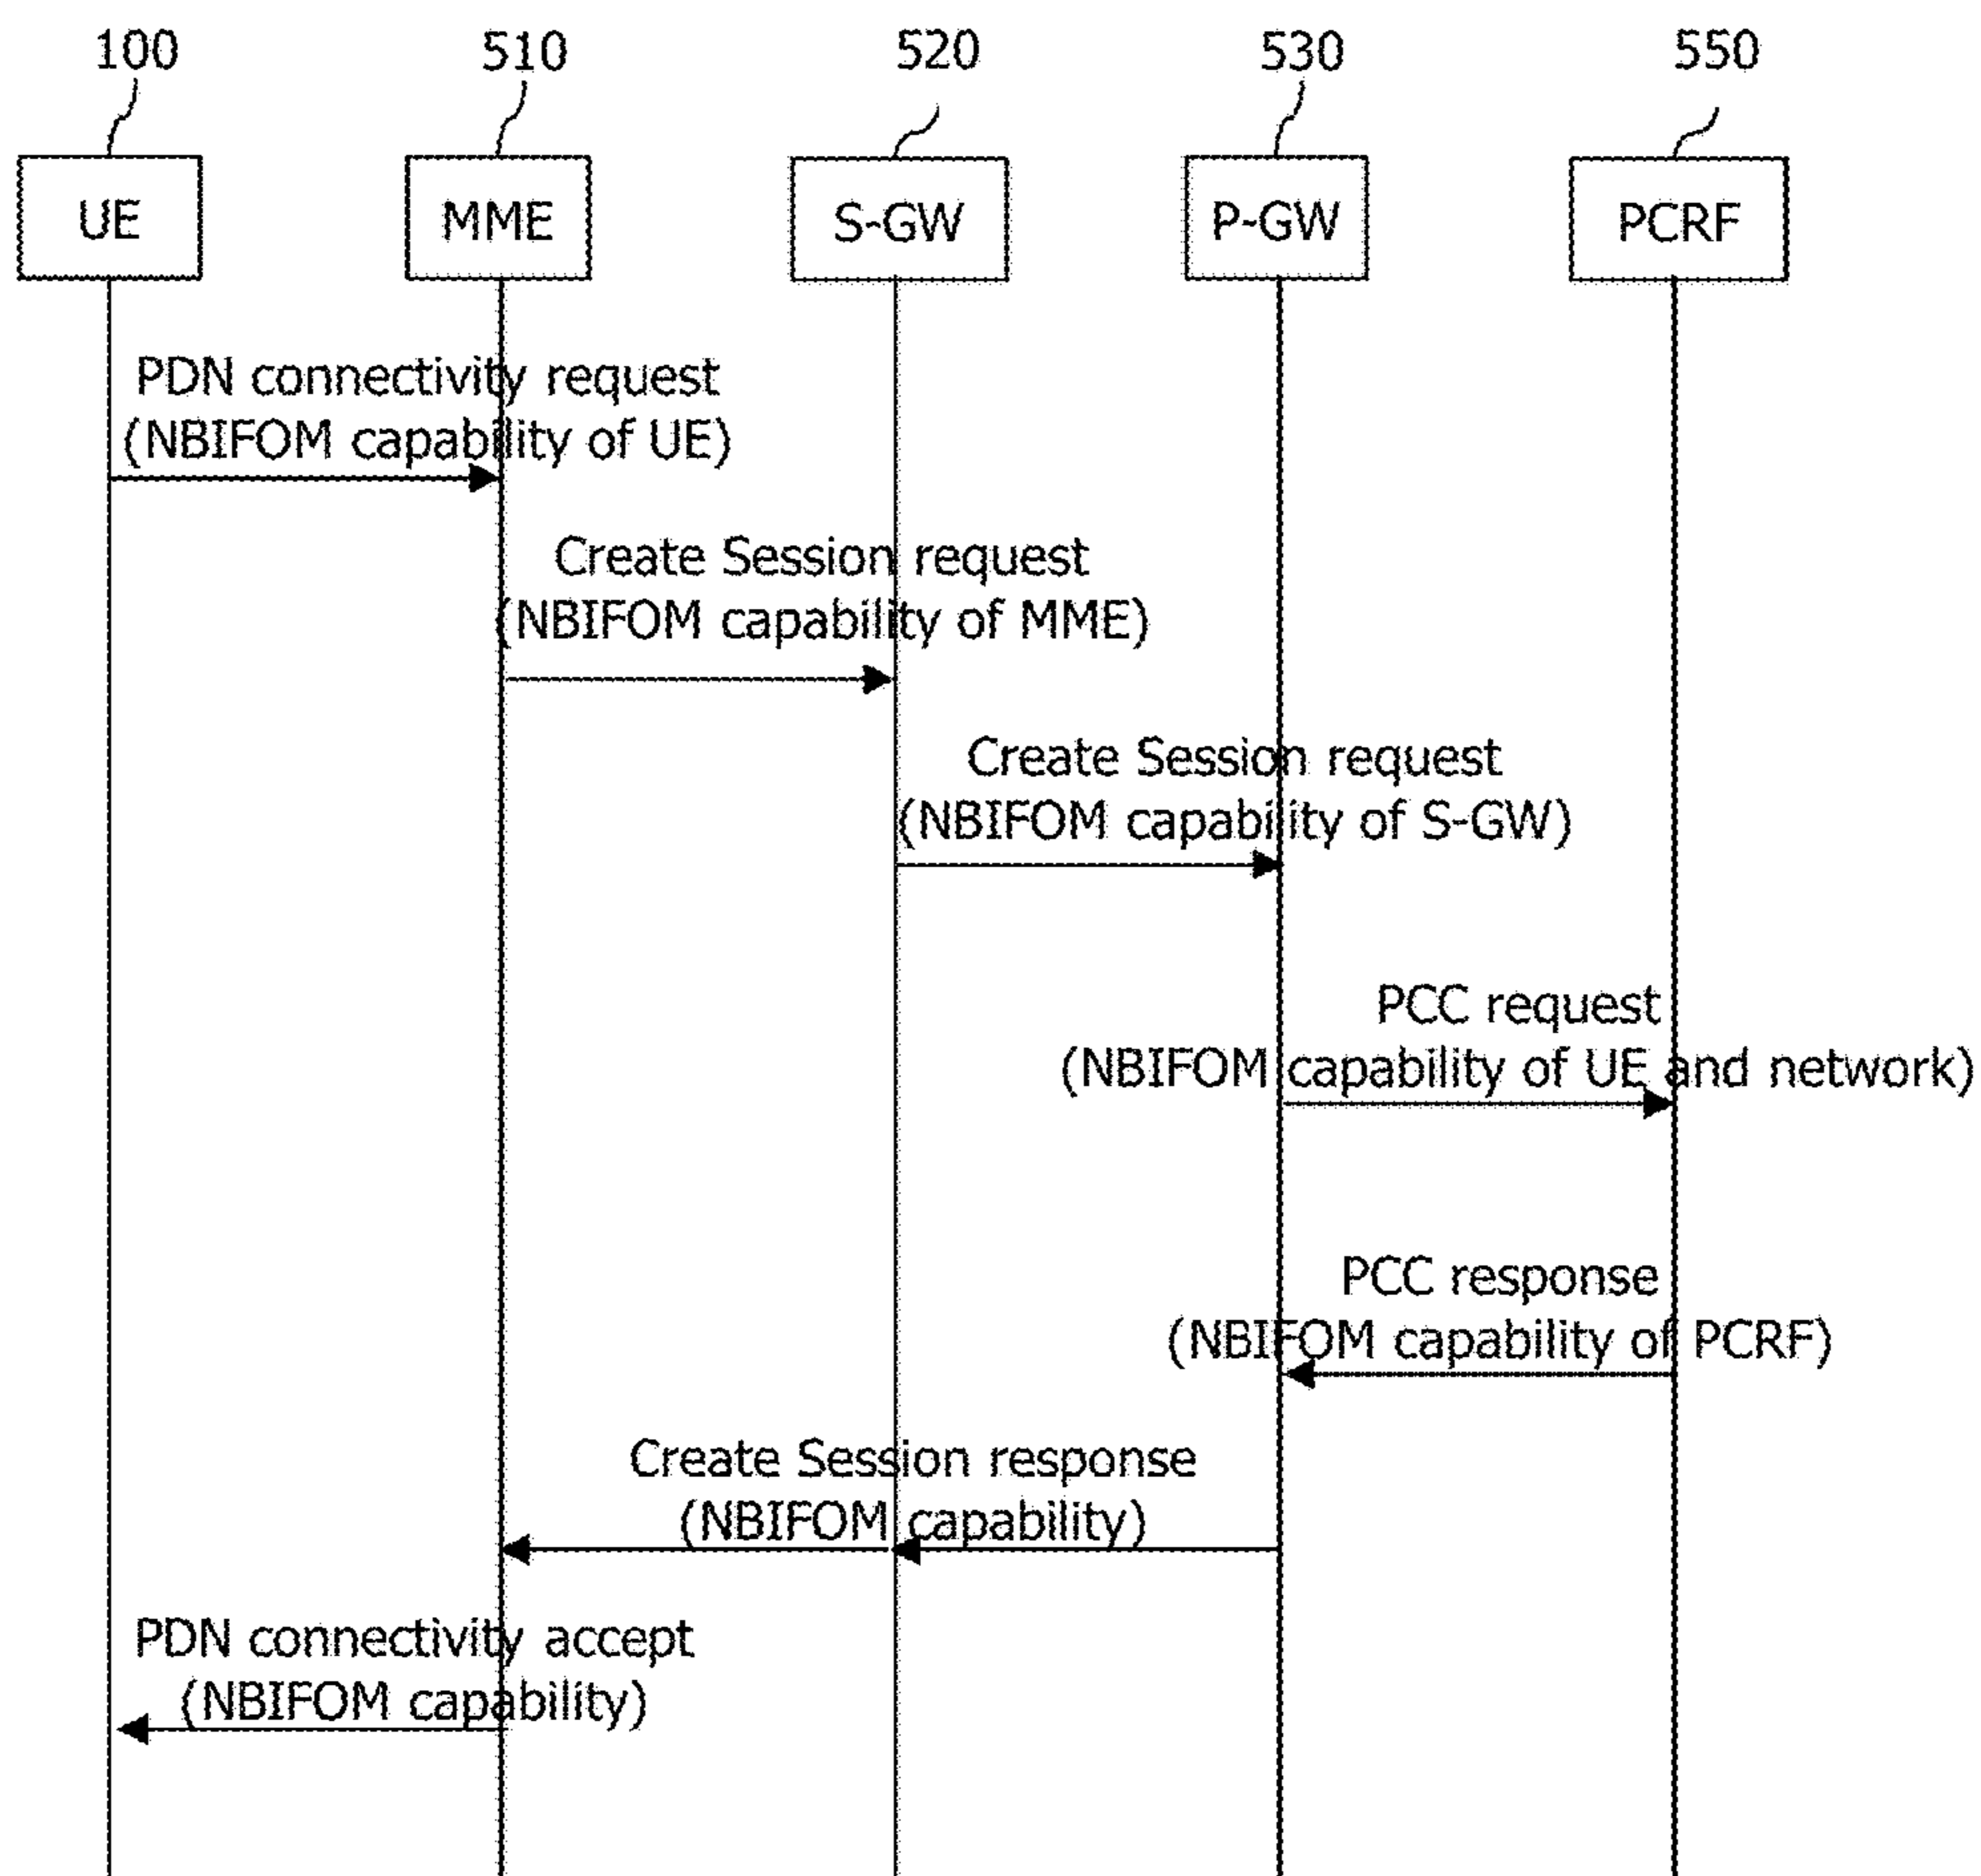 100 510 520 530 550
UE MME S-GW P-GW PCRF
PDN connectivity request
(NBIFOM capability of UE)
Create Session request
(NBIFOM capability of MME)
Create Session request
(NBIFOM capability of S-GW)
PCC request
(NBIFOM capability of UE and network)
PCC response
(NBIFOM capability of PCRF)
Create Session response
(NBIFOM capability)
PDN connectivity accept
(NBIFOM capability)